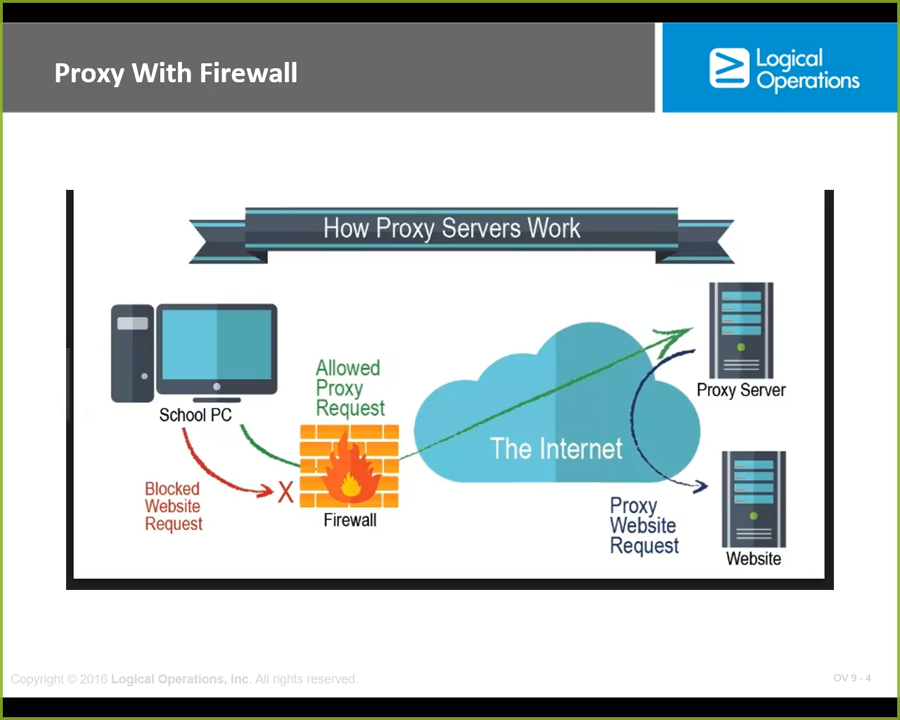 Proxy With Firewall
Logical
Operations
How Proxy Servers Work
School PC
Allowed
Proxy
Request
Proxy Server
The Internet
Blocked
Website
Request
X
Firewall
Proxy
Website
Request
Website
Copyright © 2016 Logical Operations, Inc. All rights reserved.
OV 9 - 4